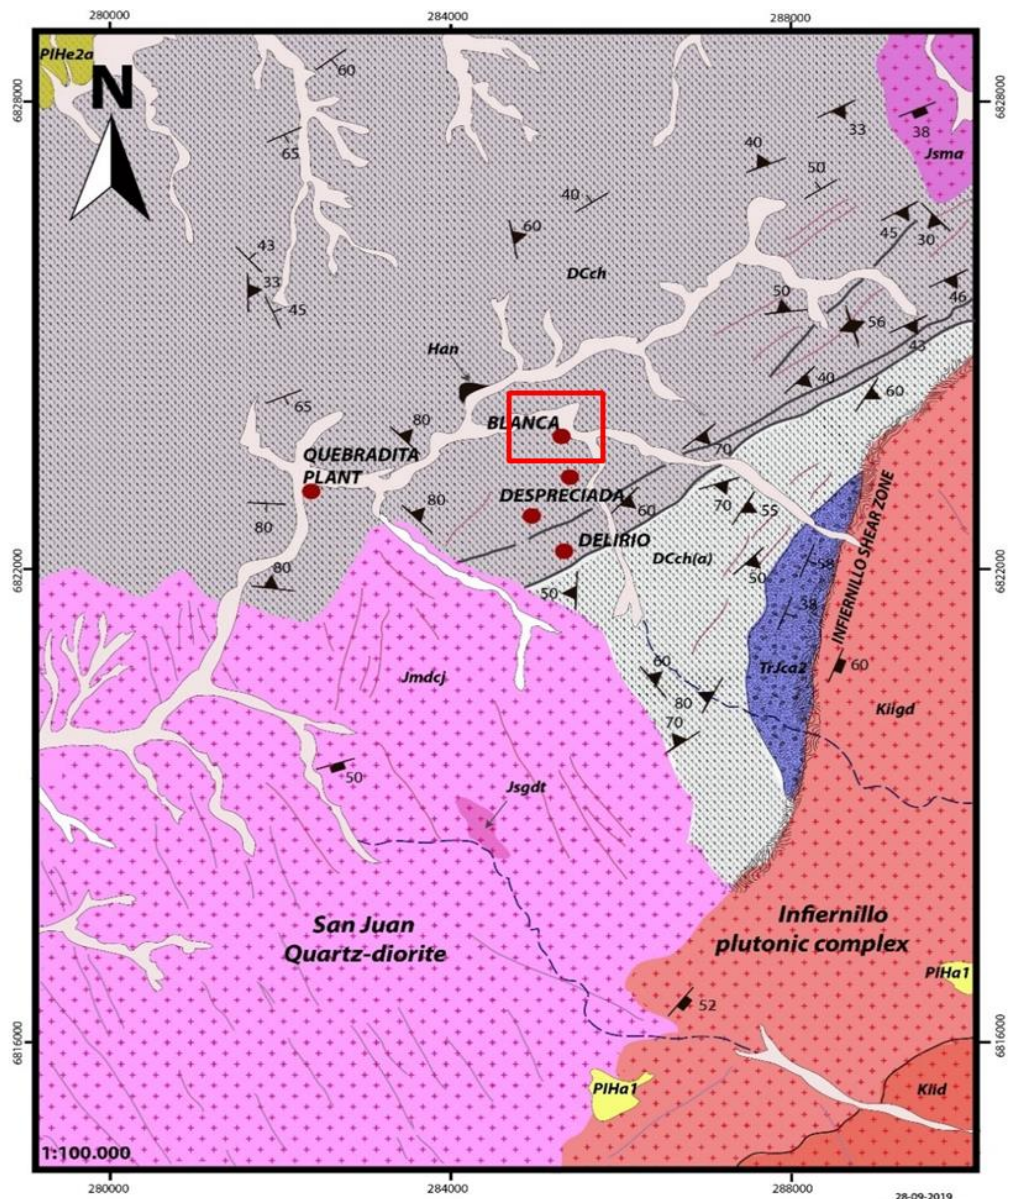 280000
284000
288000
PlHe2a
N
6828000
6828000
60
65
33
38
Jsma
40
50
40
60
45
30
43
33
45
DCch
50
46
56
43
Han
40
60
65
80
BLANCA
QUEBRADITA
PLANT
70
DESPRECIADA
80
60
70
55
80
DELIRIO
INFIERNILLO SHEAR ZONE
6822000
6822000
80
DCch(a)
50
58
50
38
60
TrJca2
60
Jmdcj
80
70
Kiigd
50
Jsgdt
San Juan
Quartz-diorite
Infiernillo
plutonic complex
PlHa1
52
6816000
6816000
PlHa1
Kiid
1:100.000
280000
284000
288000
28-09-2019